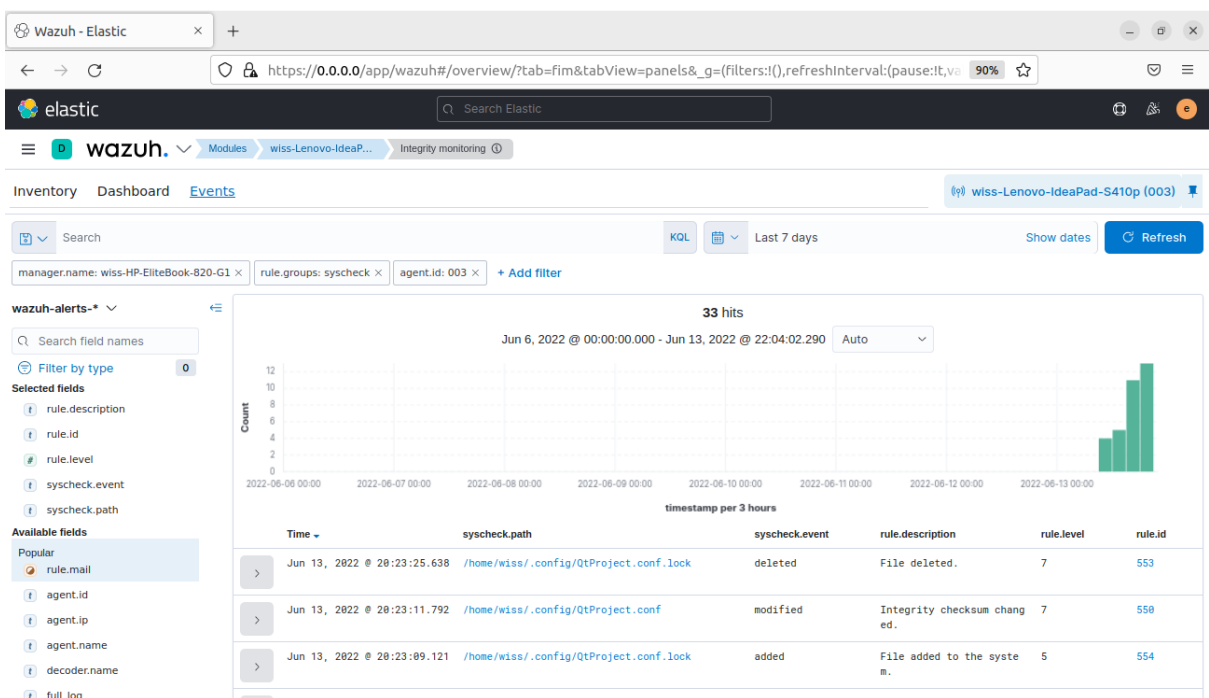 Wazuh - Elastic
https://0.0.0.0/app/wazuh#/overview/?tab=fim&tabView=panels&_g=(filters:!(),refreshInterval:(pause:!t,va 90%
elastic Search Elastic e
D wazuh. Modules wiss-Lenovo-IdeaP... Integrity monitoring
Inventory Dashboard Events wiss-Lenovo-IdeaPad-S410p (003)
Search KQL Last 7 days Show dates Refresh
manager.name: wiss-HP-EliteBook-820-G1 × rule.groups: syscheck × agent.id: 003 × + Add filter
wazuh-alerts-*
Search field names
Filter by type 0
Selected fields
t rule.description
t rule.id
# rule.level
t syscheck.event
t syscheck.path
Available fields
Popular
rule.mail
t agent.id
t agent.ip
t agent.name
t decoder.name
t full_log
33 hits
Jun 6, 2022 @ 00:00:00.000 - Jun 13, 2022 @ 22:04:02.290 Auto
Count
12
10
8
6
4
2
0
2022-06-06 00:00 2022-06-07 00:00 2022-06-08 00:00 2022-06-09 00:00 2022-06-10 00:00 2022-06-11 00:00 2022-06-12 00:00 2022-06-13 00:00
timestamp per 3 hours
Time syscheck.path syscheck.event rule.description rule.level rule.id
Jun 13, 2022 @ 20:23:25.638 /home/wiss/.config/QtProject.conf.lock deleted File deleted. 7 553
Jun 13, 2022 @ 20:23:11.792 /home/wiss/.config/QtProject.conf modified Integrity checksum chang 7 550
ed.
Jun 13, 2022 @ 20:23:09.121 /home/wiss/.config/QtProject.conf.lock added File added to the syste 5 554
m.